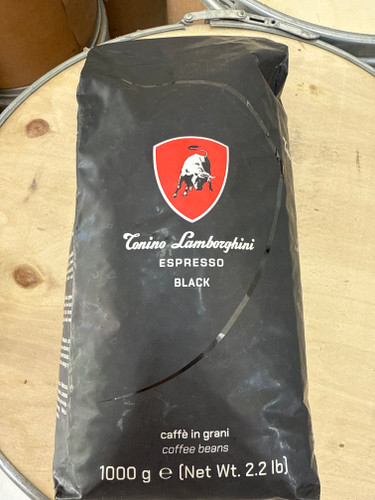 Tonino Lamborghini
ESPRESSO
BLACK
caffè in grani
coffee beans
1000 g ℮ (Net Wt. 2.2 lb)